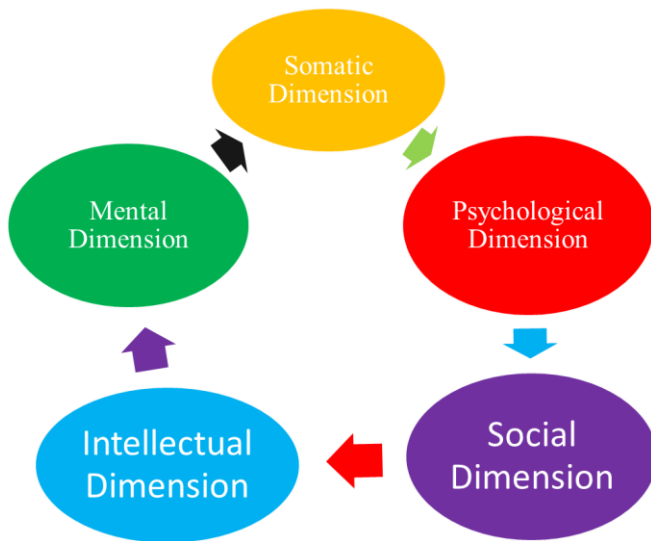 Somatic
Dimension
Mental
Dimension
Psychological
Dimension
Intellectual
Dimension
Social
Dimension